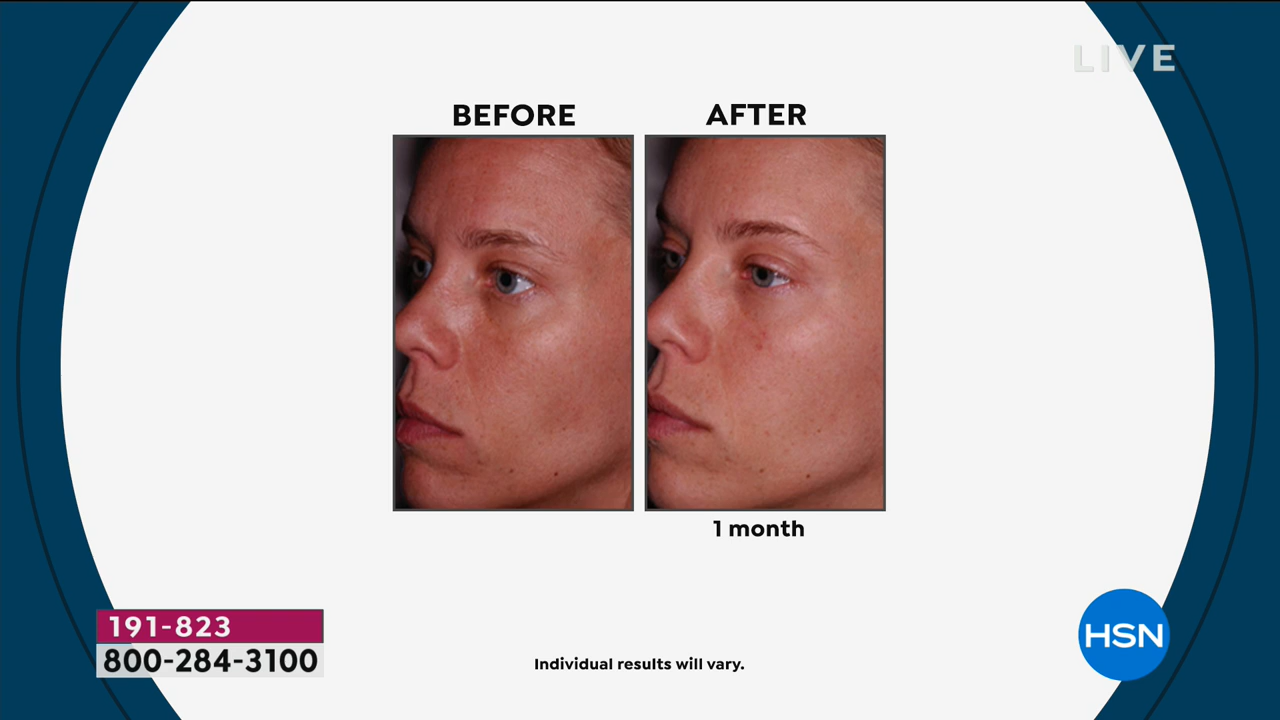 LIVE
BEFORE
AFTER
1 month
191-823
800-284-3100
Individual results will vary.
HSN